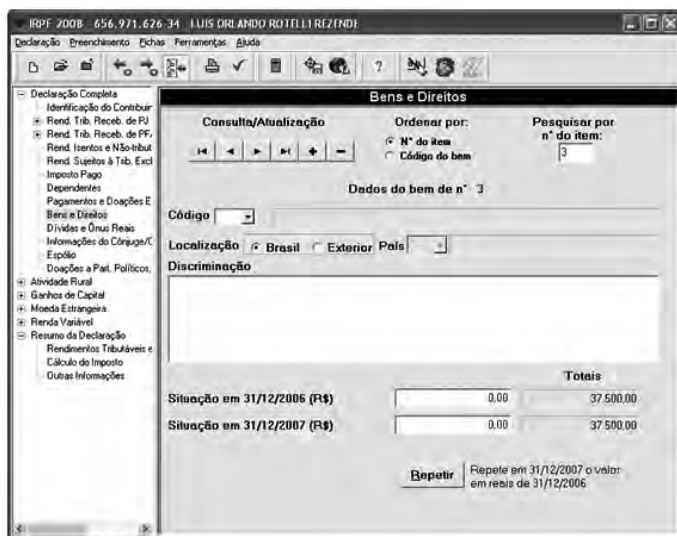 IRPF 2008 - 656.971.626-34 - LUIS ORLANDO ROTELLI REZENDE
Declaração Preenchimento Fichas Ferramentas Ajuda
Declaração Completa
Identificação do Contribuir
Rend. Trib. Receb. de PJ
Rend. Trib. Receb. de PF/
Rend. Isentos e Não-tribut
Rend. Sujeitos à Trib. Excl
Imposto Pago
Dependentes
Pagamentos e Doações E
Bens e Direitos
Dívidas e Ônus Reais
Informações do Cônjuge/C
Espólio
Doações a Part. Políticos,
Atividade Rural
Ganhos de Capital
Moeda Estrangeira
Renda Variável
Resumo da Declaração
Rendimentos Tributáveis e
Cálculo do Imposto
Outras Informações
Bens e Direitos
Consulta/Atualização
Ordenar por:
N° do item
Código do bem
Pesquisar por
n° do item:
3
Dados do bem de n° 3
Código
Localização Brasil Exterior País
Discriminação
Totais
Situação em 31/12/2006 (R$) 0,00 37.500,00
Situação em 31/12/2007 (R$) 0,00 37.500,00
Repetir
Repete em 31/12/2007 o valor
em reais de 31/12/2006